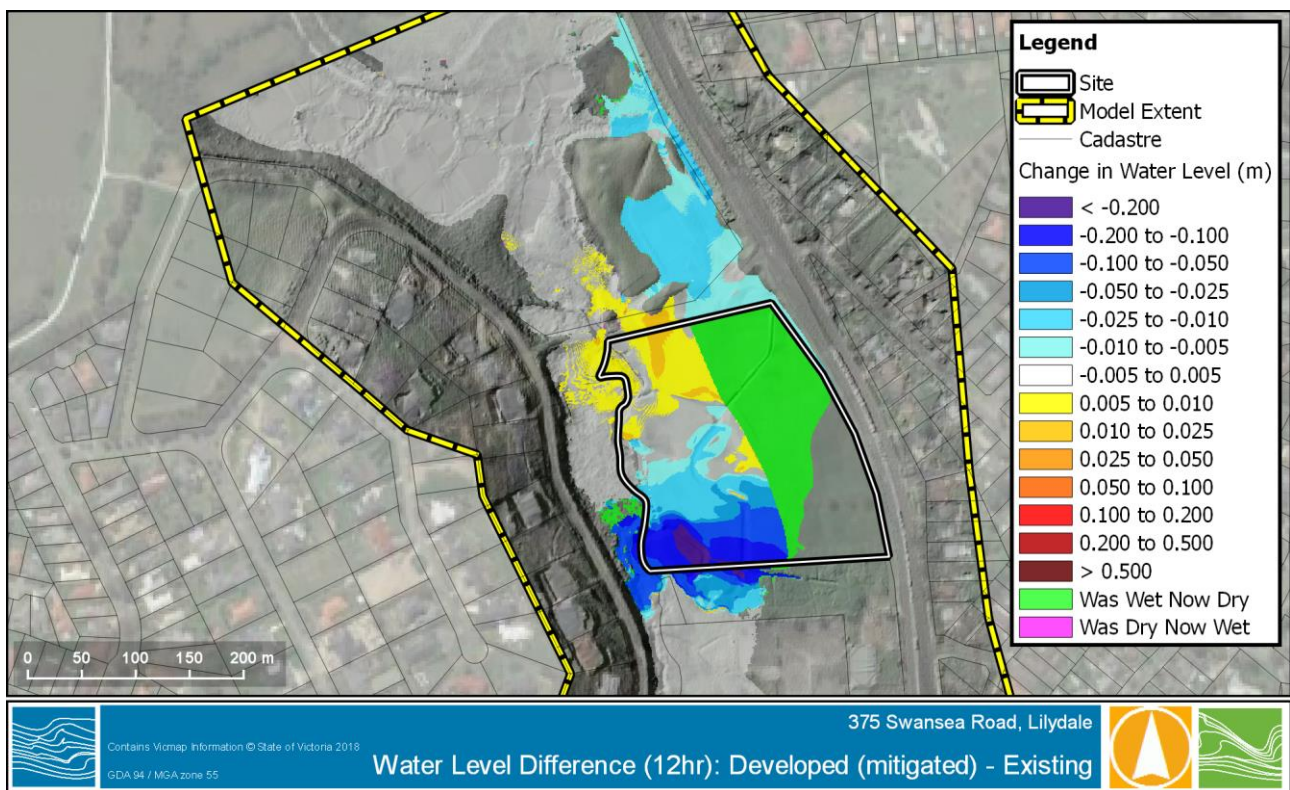 Legend
Site
Model Extent
Cadastre
Change in Water Level (m)
< -0.200
-0.200 to -0.100
-0.100 to -0.050
-0.050 to -0.025
-0.025 to -0.010
-0.010 to -0.005
-0.005 to 0.005
0.005 to 0.010
0.010 to 0.025
0.025 to 0.050
0.050 to 0.100
0.100 to 0.200
0.200 to 0.500
> 0.500
Was Wet Now Dry
Was Dry Now Wet
0 50 100 150 200 m
375 Swansea Road, Lilydale
Contains Vicmap Information © State of Victoria 2018
GDA 94 / MGA zone 55
Water Level Difference (12hr): Developed (mitigated) - Existing